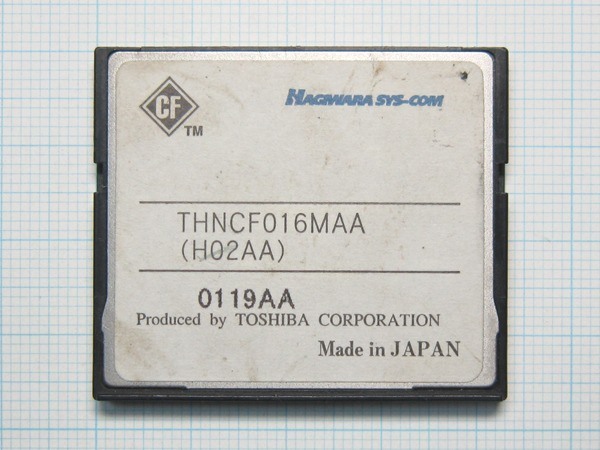 CF
TM
HAGIWARA SYS-COM
THNCF016MAA
(H02AA)
0119AA
Produced by TOSHIBA CORPORATION
Made in JAPAN